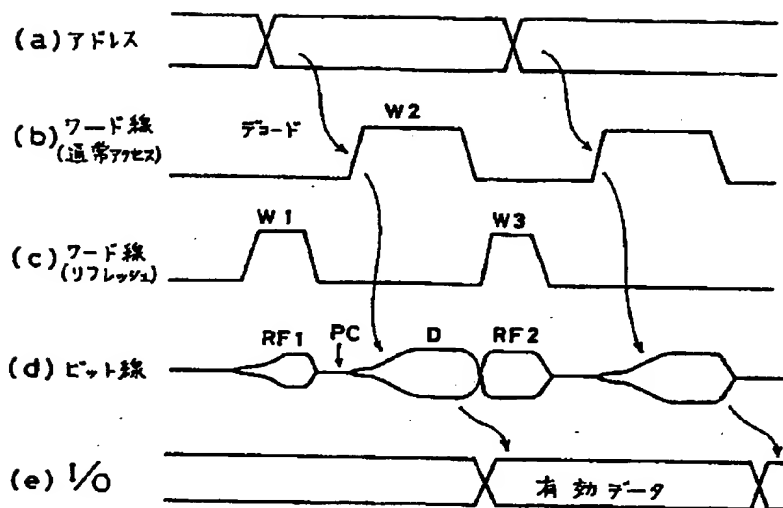 (a) アドレス
デコード
W2
(b) ワード線
(通常アクセス)
W1
W3
(c) ワード線
(リフレッシュ)
RF1
PC
D
RF2
(d) ビット線
(e) I/O
有効データ